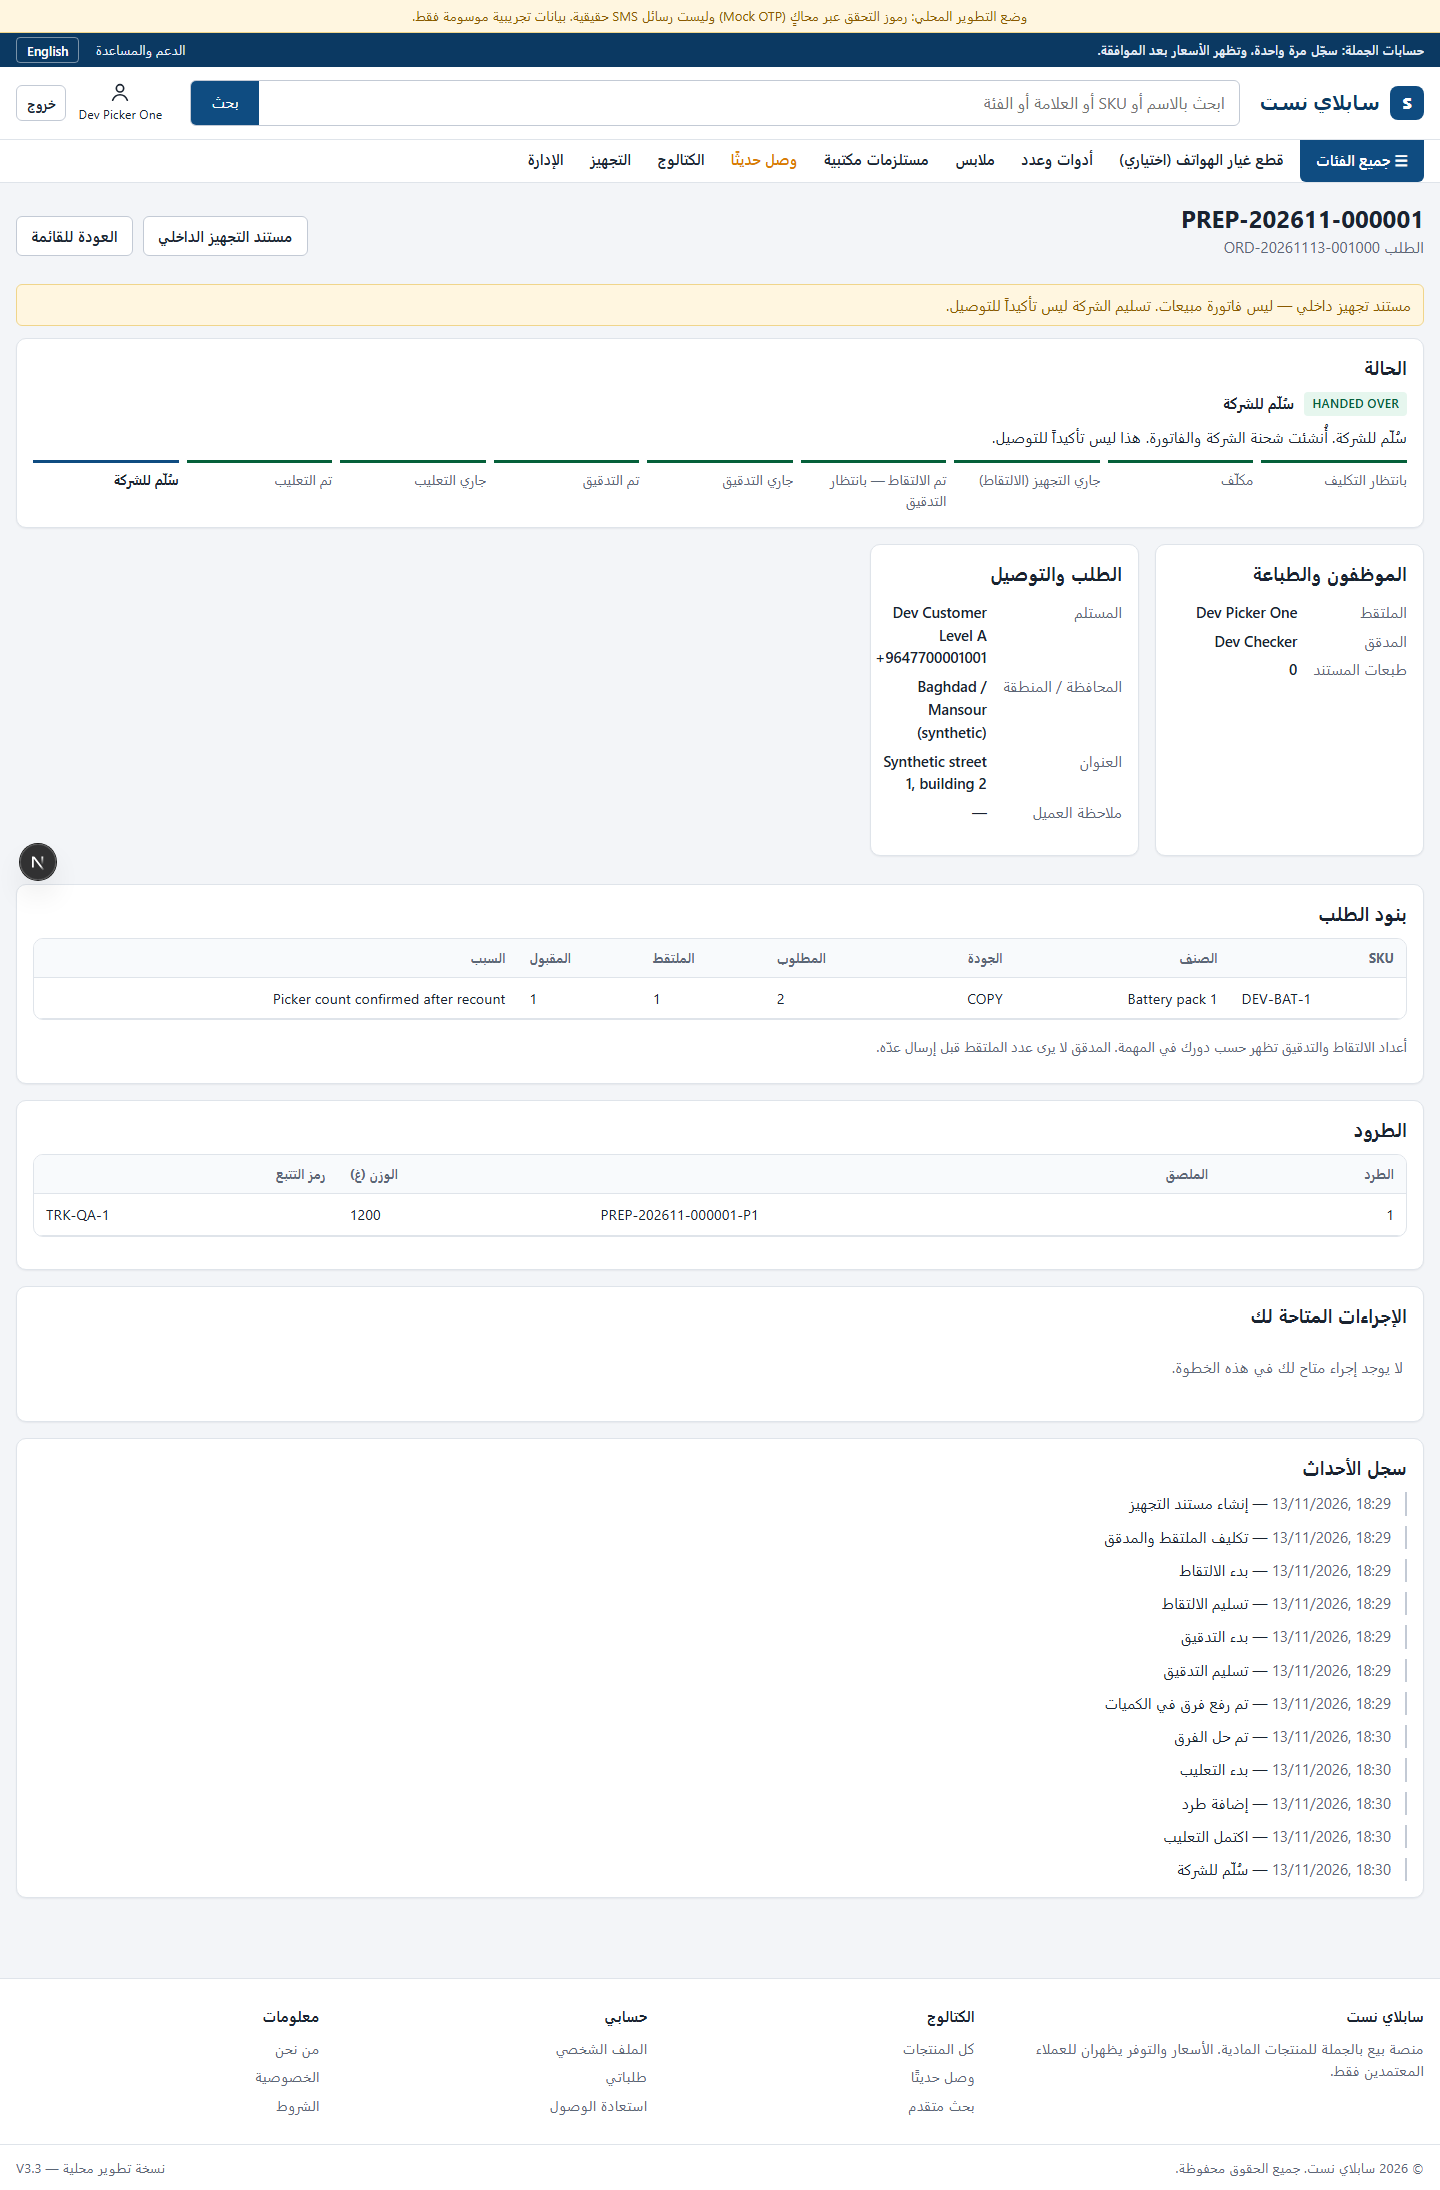 وضع التطوير المحلي: رموز التحقق عبر محاكٍ (Mock OTP) وليست رسائل SMS حقيقية. بيانات تجريبية موسومة فقط.
حسابات الجملة: سجّل مرة واحدة، وتظهر الأسعار بعد الموافقة.
الدعم والمساعدة
English
S
سابلاي نست
ابحث بالاسم أو SKU أو العلامة أو الفئة
بحث
Dev Picker One
خروج
☰ جميع الفئات
قطع غيار الهواتف (اختياري)
أدوات وعدد
ملابس
مستلزمات مكتبية
وصل حديثًا
الكتالوج
التجهيز
الإدارة
PREP-202611-000001
الطلب ORD-20261113-001000
مستند التجهيز الداخلي
العودة للقائمة
مستند تجهيز داخلي — ليس فاتورة مبيعات. تسليم الشركة ليس تأكيداً للتوصيل.
الحالة
HANDED OVER
سُلّم للشركة
سُلّم للشركة. أُنشئت شحنة الشركة والفاتورة. هذا ليس تأكيداً للتوصيل.
بانتظار التكليف
مكلّف
جاري التجهيز (الالتقاط)
تم الالتقاط — بانتظار
التدقيق
جاري التدقيق
تم التدقيق
جاري التعليب
تم التعليب
سُلّم للشركة
الموظفون والطباعة
الملتقط
Dev Picker One
المدقق
Dev Checker
طبعات المستند
0
الطلب والتوصيل
المستلم
Dev Customer
Level A
+9647700001001
المحافظة / المنطقة
Baghdad /
Mansour
(synthetic)
العنوان
Synthetic street
1, building 2
ملاحظة العميل
—
N
بنود الطلب
SKU الصنف الجودة المطلوب الملتقط المقبول السبب
DEV-BAT-1 Battery pack 1 COPY 2 1 1 Picker count confirmed after recount
أعداد الالتقاط والتدقيق تظهر حسب دورك في المهمة. المدقق لا يرى عدد الملتقط قبل إرسال عدّه.
الطرود
الطرد الملصق الوزن (غ) رمز التتبع
1 PREP-202611-000001-P1 1200 TRK-QA-1
الإجراءات المتاحة لك
لا يوجد إجراء متاح لك في هذه الخطوة.
سجل الأحداث
13/11/2026, 18:29 — إنشاء مستند التجهيز
13/11/2026, 18:29 — تكليف الملتقط والمدقق
13/11/2026, 18:29 — بدء الالتقاط
13/11/2026, 18:29 — تسليم الالتقاط
13/11/2026, 18:29 — بدء التدقيق
13/11/2026, 18:29 — تسليم التدقيق
13/11/2026, 18:29 — تم رفع فرق في الكميات
13/11/2026, 18:30 — تم حل الفرق
13/11/2026, 18:30 — بدء التعليب
13/11/2026, 18:30 — إضافة طرد
13/11/2026, 18:30 — اكتمل التعليب
13/11/2026, 18:30 — سُلّم للشركة
سابلاي نست
منصة بيع بالجملة للمنتجات المادية. الأسعار والتوفر يظهران للعملاء
المعتمدين فقط.
الكتالوج
كل المنتجات
وصل حديثًا
بحث متقدم
حسابي
الملف الشخصي
طلباتي
استعادة الوصول
معلومات
من نحن
الخصوصية
الشروط
© 2026 سابلاي نست. جميع الحقوق محفوظة.
نسخة تطوير محلية — V3.3